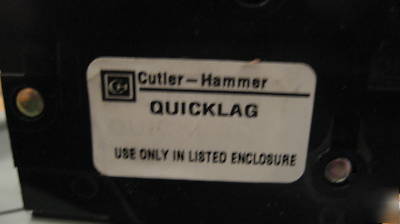 Cutler-Hammer
QUICKLAG
USE ONLY IN LISTED ENCLOSURE